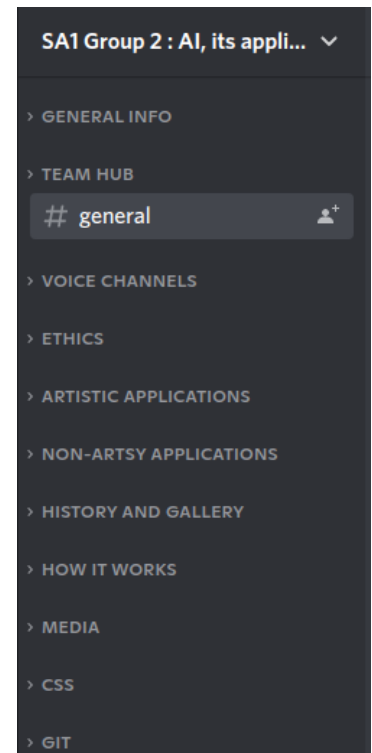 SA1 Group 2 : AI, its appli...
GENERAL INFO
TEAM HUB
# general
VOICE CHANNELS
ETHICS
ARTISTIC APPLICATIONS
NON-ARTSY APPLICATIONS
HISTORY AND GALLERY
HOW IT WORKS
MEDIA
CSS
GIT